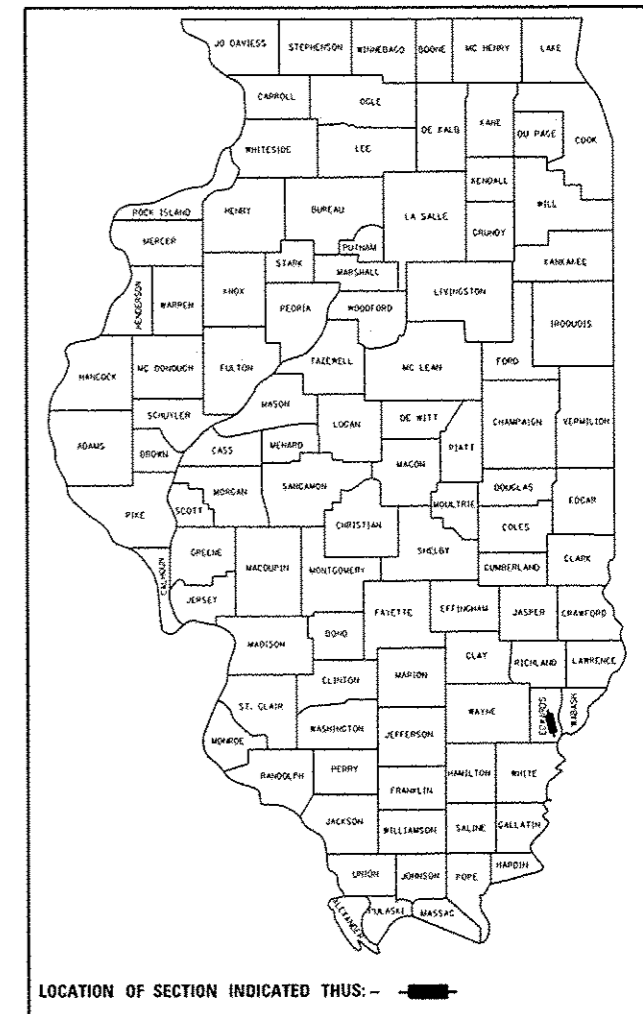 JO DAVIESS STEPHENSON WINNEBAGO BOONE MC HENRY LAKE
CARROLL OGLE DE KALB KANE DU PAGE COOK
WHITESIDE LEE KENDALL WILL
ROCK ISLAND HENRY BUREAU LA SALLE GRUNDY
MERCER PUTNAM KANKAKEE
HENDERSON WARREN KNOX STARK MARSHALL LIVINGSTON
PEORIA WOODFORD IROQUOIS
HANCOCK MC DONOUGH FULTON TAZEWELL MC LEAN FORD
SCHUYLER MASON LOGAN DE WITT CHAMPAIGN VERMILION
ADAMS BROWN CASS MENARD MACON PIATT
PIKE SCOTT MORGAN SANGAMON CHRISTIAN MOULTRIE DOUGLAS EDGAR
COLES
GREENE MACOUPIN MONTGOMERY SHELBY CUMBERLAND CLARK
CALHOUN JERSEY FAYETTE EFFINGHAM JASPER CRAWFORD
MADISON BOND CLAY RICHLAND LAWRENCE
CLINTON MARION
ST. CLAIR WAYNE EDWARDS WABASH
MONROE WASHINGTON JEFFERSON
RANDOLPH PERRY HAMILTON WHITE
FRANKLIN
JACKSON WILLIAMSON SALINE GALLATIN
UNION JOHNSON POPE HARDIN
ALEXANDER PULASKI MASSAC
LOCATION OF SECTION INDICATED THUS: -